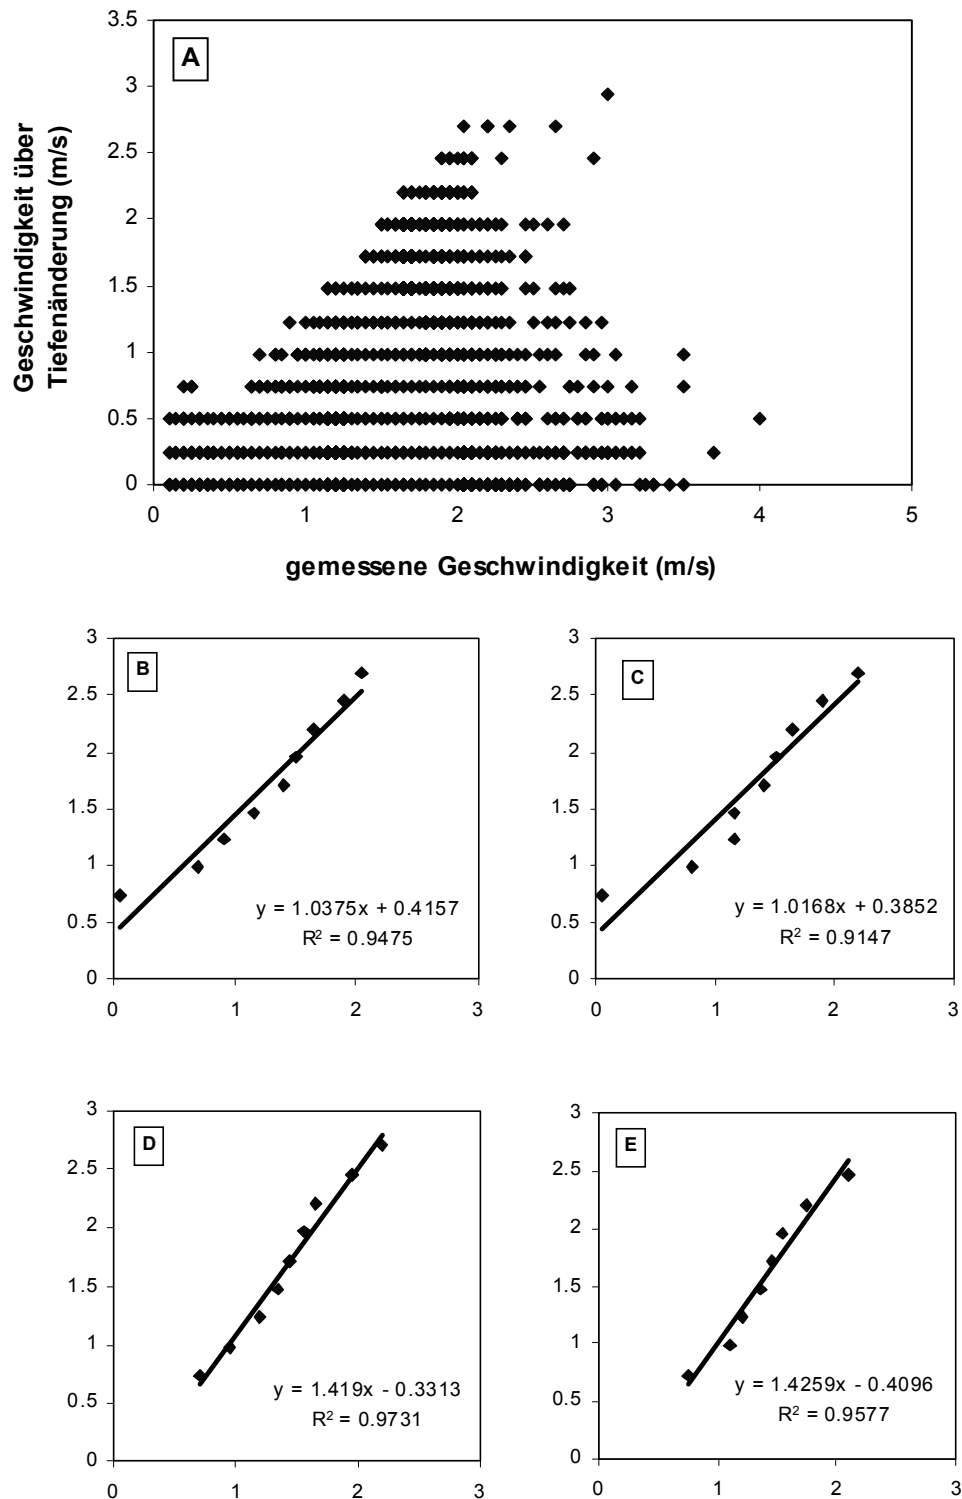 3.5
A
3
2.5
2
1.5
1
0.5
0
Geschwindigkeit über
Tiefenänderung (m/s)
0 1 2 3 4 5
gemessene Geschwindigkeit (m/s)
3
B
2.5
2
1.5
1
0.5
0
y = 1.0375x + 0.4157
R² = 0.9475
0 1 2 3
3
C
2.5
2
1.5
1
0.5
0
y = 1.0168x + 0.3852
R² = 0.9147
0 1 2 3
3
D
2.5
2
1.5
1
0.5
0
y = 1.419x - 0.3313
R² = 0.9731
0 1 2 3
3
E
2.5
2
1.5
1
0.5
0
y = 1.4259x - 0.4096
R² = 0.9577
0 1 2 3